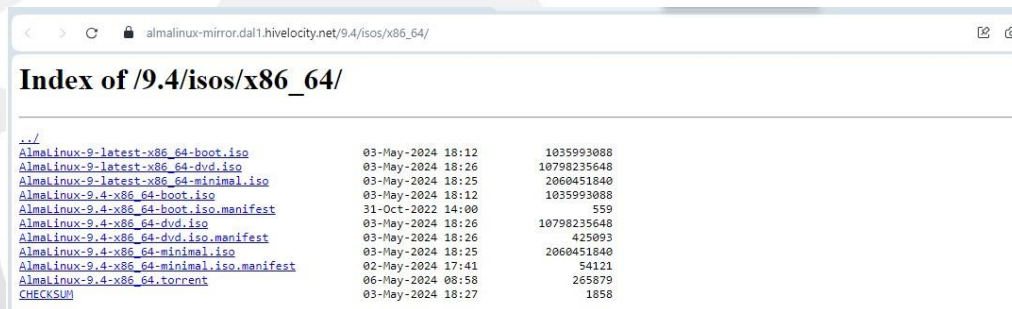 almalinux-mirror.dal1.hivelocity.net/9.4/isos/x86_64/
Index of /9.4/isos/x86_64/
../
AlmaLinux-9-latest-x86_64-boot.iso 03-May-2024 18:12 1035993088
AlmaLinux-9-latest-x86_64-dvd.iso 03-May-2024 18:26 10798235648
AlmaLinux-9-latest-x86_64-minimal.iso 03-May-2024 18:25 2060451840
AlmaLinux-9.4-x86_64-boot.iso 03-May-2024 18:12 1035993088
AlmaLinux-9.4-x86_64-boot.iso.manifest 31-Oct-2022 14:00 559
AlmaLinux-9.4-x86_64-dvd.iso 03-May-2024 18:26 10798235648
AlmaLinux-9.4-x86_64-dvd.iso.manifest 03-May-2024 18:26 425093
AlmaLinux-9.4-x86_64-minimal.iso 03-May-2024 18:25 2060451840
AlmaLinux-9.4-x86_64-minimal.iso.manifest 02-May-2024 17:41 54121
AlmaLinux-9.4-x86_64.torrent 06-May-2024 08:58 265879
CHECKSUM 03-May-2024 18:27 1858